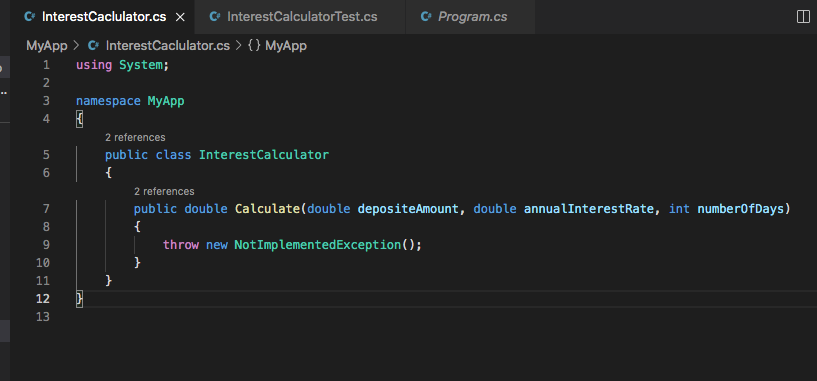 InterestCaclulator.cs × InterestCalculatorTest.cs Program.cs
MyApp > InterestCaclulator.cs > {} MyApp
1 using System;
2
3 namespace MyApp
4 {
2 references
5 public class InterestCalculator
6 {
2 references
7 public double Calculate(double depositeAmount, double annualInterestRate, int numberOfDays)
8 {
9 throw new NotImplementedException();
10 }
11 }
12 }
13